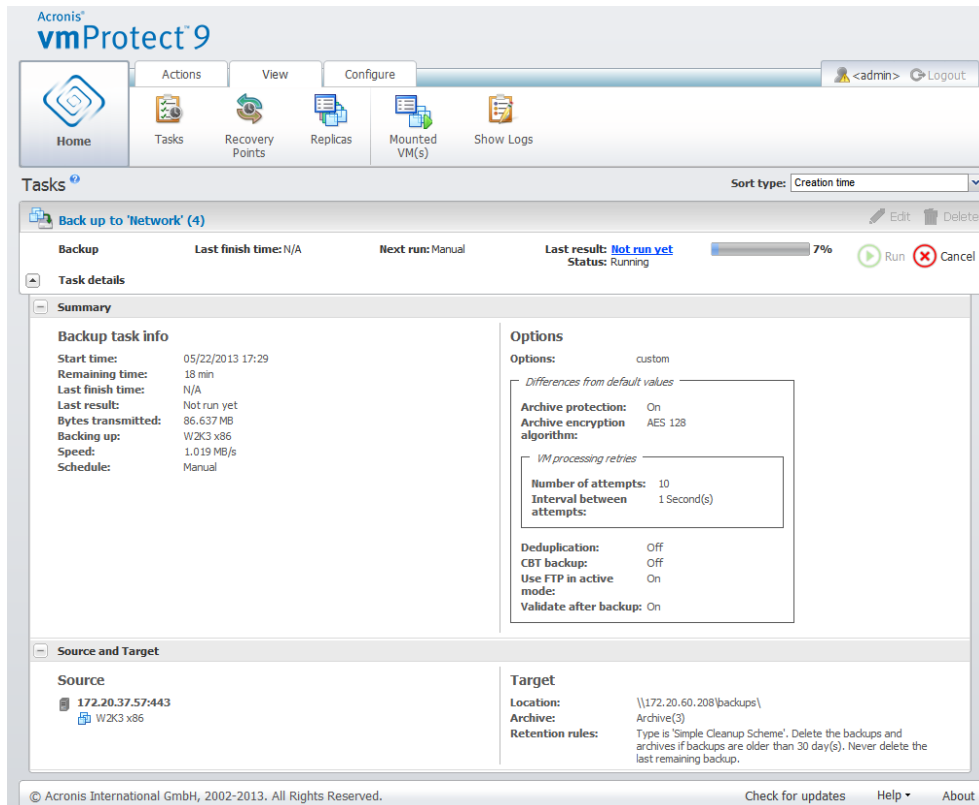 Acronis®
vmProtect™9
Actions View Configure
<admin> Logout
Home
Tasks
Recovery Points
Replicas
Mounted VM(s)
Show Logs
Tasks ?
Sort type: Creation time
Back up to 'Network' (4)
Edit Delete
Backup Last finish time: N/A Next run: Manual Last result: Not run yet 7% Run Cancel
Status: Running
Task details
Summary
Backup task info
Start time: 05/22/2013 17:29
Remaining time: 18 min
Last finish time: N/A
Last result: Not run yet
Bytes transmitted: 86.637 MB
Backing up: W2K3 x86
Speed: 1.019 MB/s
Schedule: Manual
Options
Options: custom
Differences from default values
Archive protection: On
Archive encryption AES 128
algorithm:
VM processing retries
Number of attempts: 10
Interval between 1 Second(s)
attempts:
Deduplication: Off
CBT backup: Off
Use FTP in active On
mode:
Validate after backup: On
Source and Target
Source
172.20.37.57:443
W2K3 x86
Target
Location: \\172.20.60.208\backups\
Archive: Archive(3)
Retention rules: Type is 'Simple Cleanup Scheme'. Delete the backups and
archives if backups are older than 30 day(s). Never delete the
last remaining backup.
© Acronis International GmbH, 2002-2013. All Rights Reserved.
Check for updates Help About